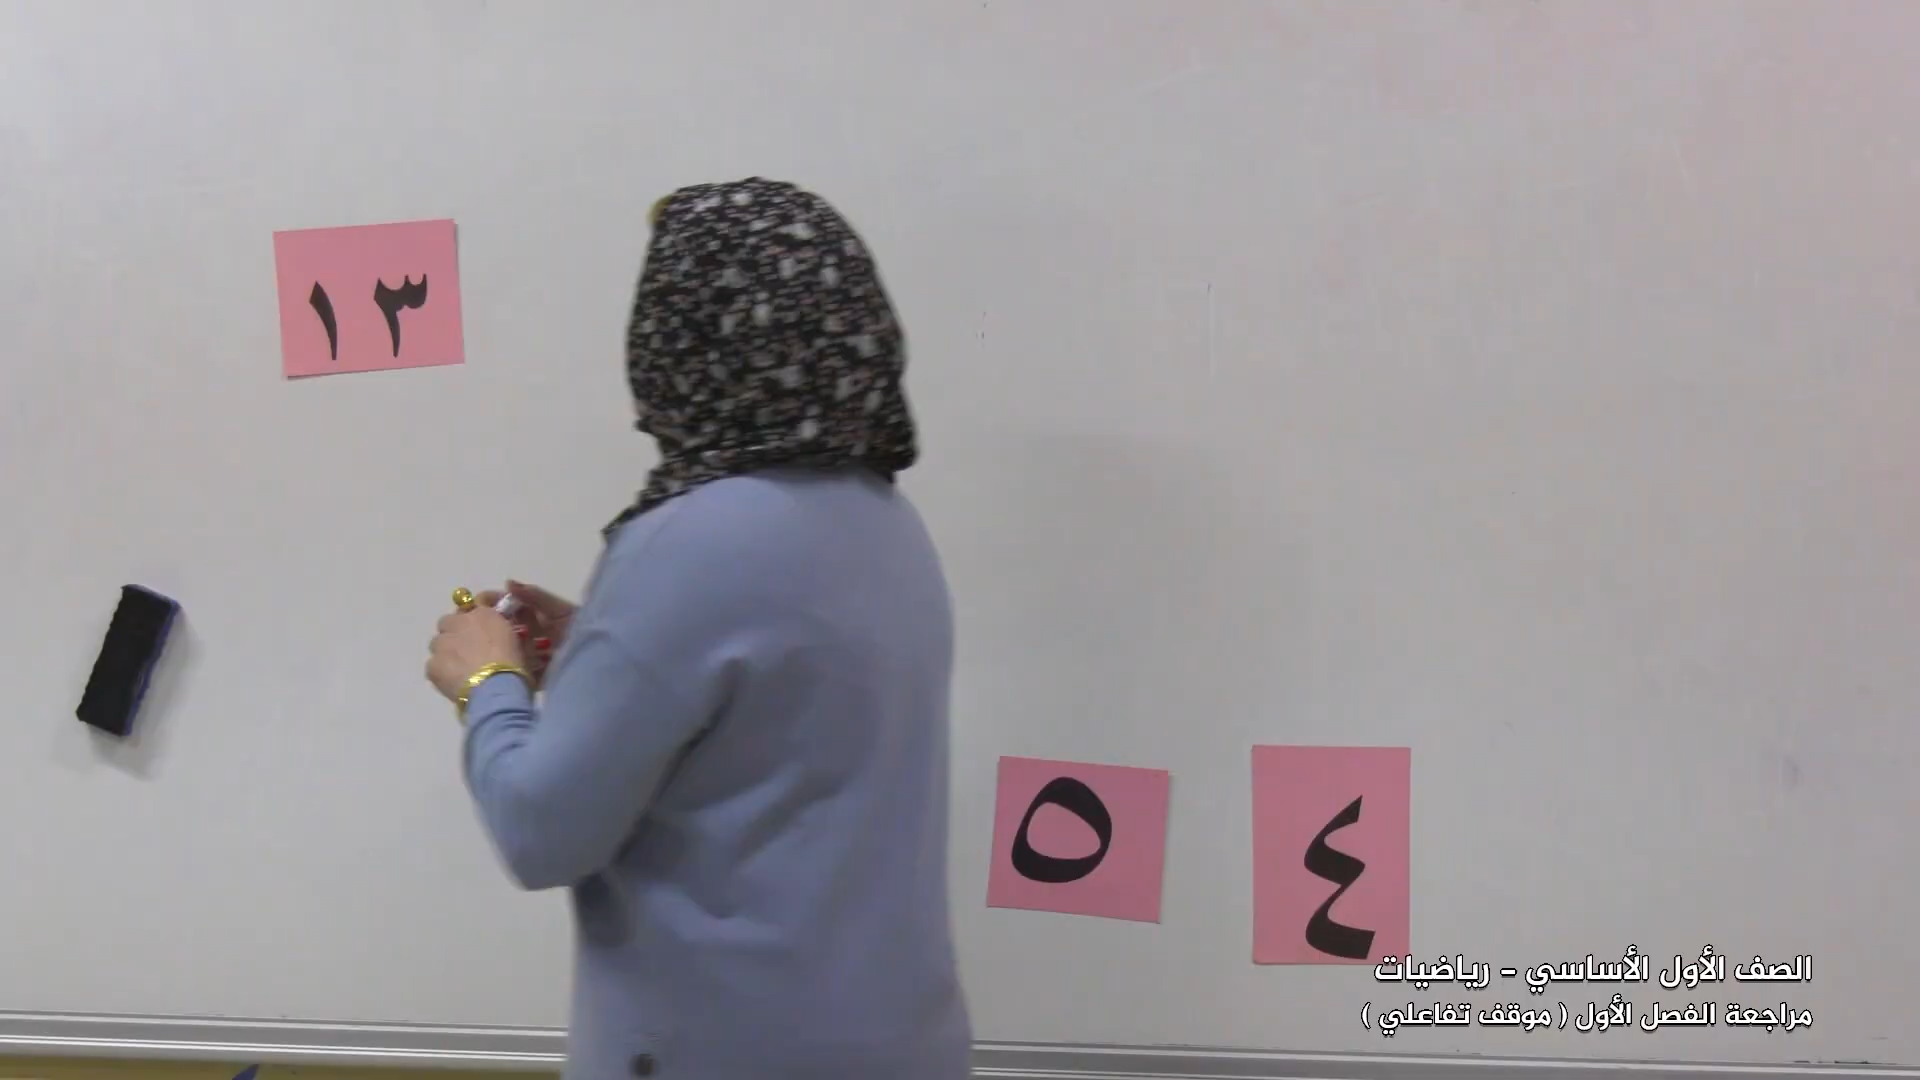 ١٣
٥
٤
الصف الأول الأساسي - رياضيات
مراجعة الفصل الأول ( موقف تفاعلي )